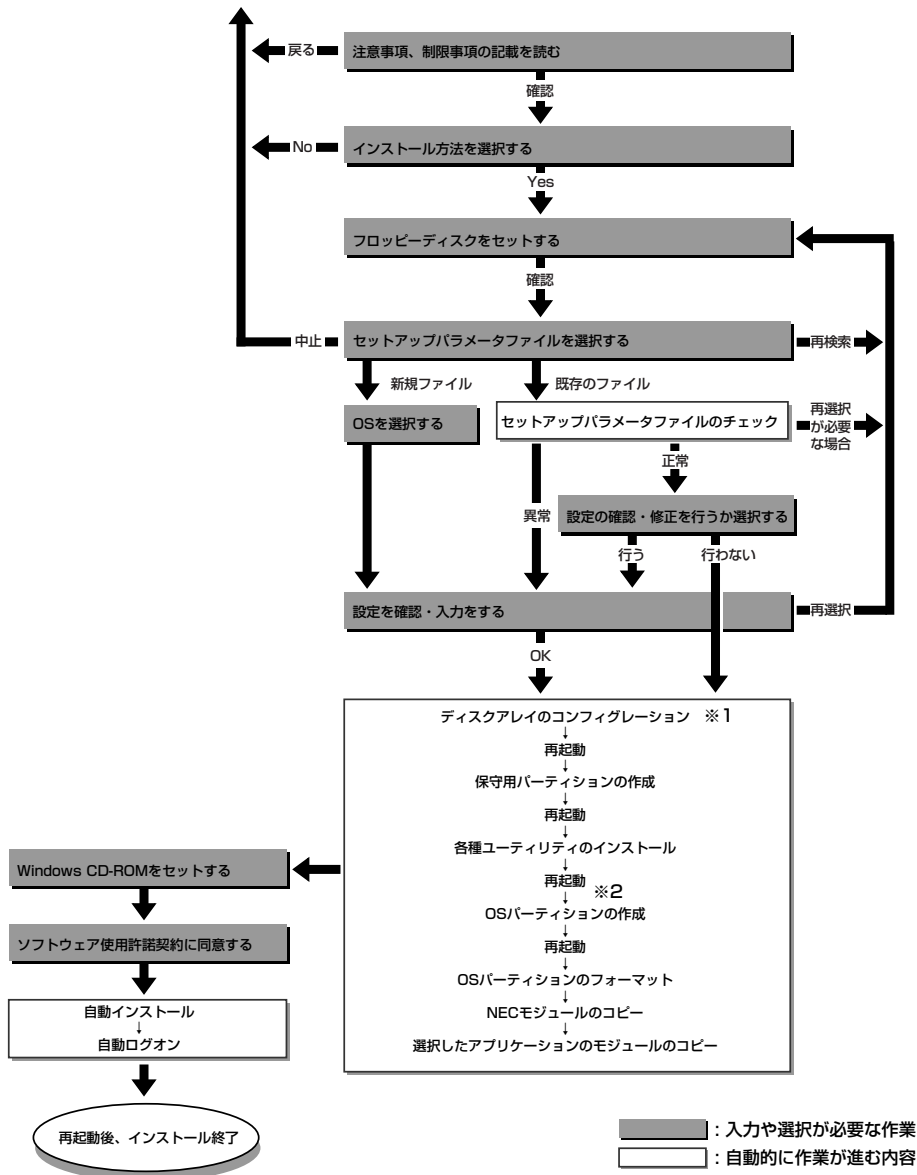 戻る
注意事項、制限事項の記載を読む
確認
No
インストール方法を選択する
Yes
フロッピーディスクをセットする
確認
中止
セットアップパラメータファイルを選択する
再検索
新規ファイル
既存のファイル
OSを選択する
セットアップパラメータファイルのチェック
再選択
が必要
な場合
正常
異常
設定の確認・修正を行うか選択する
行う
行わない
設定を確認・入力をする
再選択
OK
ディスクアレイのコンフィグレーション ※1
↓
再起動
↓
保守用パーティションの作成
↓
再起動
↓
各種ユーティリティのインストール
↓
再起動
↓ ※2
OSパーティションの作成
↓
再起動
↓
OSパーティションのフォーマット
↓
NECモジュールのコピー
↓
選択したアプリケーションのモジュールのコピー
Windows CD-ROMをセットする
ソフトウェア使用許諾契約に同意する
自動インストール
↓
自動ログオン
再起動後、インストール終了
：入力や選択が必要な作業
：自動的に作業が進む内容